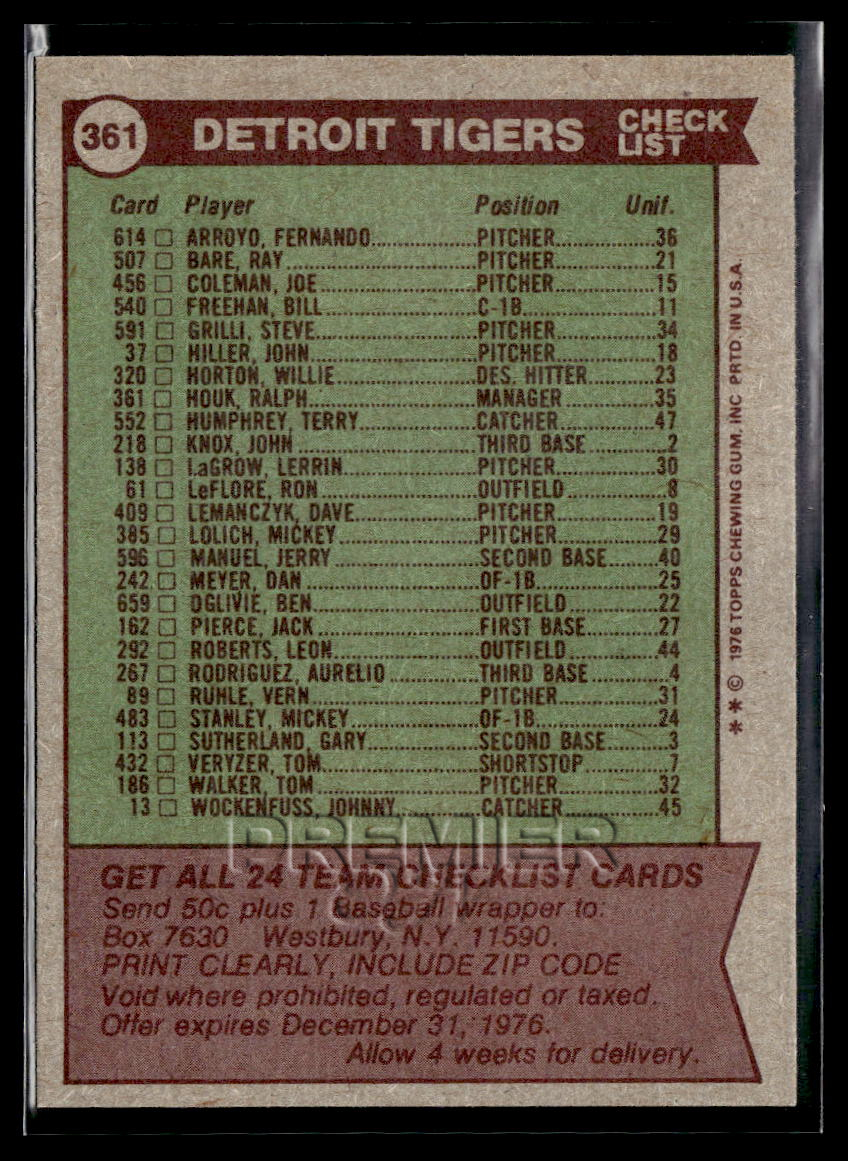 361 DETROIT TIGERS CHECK LIST
Card Player Position Unif.
614 □ ARROYO, FERNANDO....................PITCHER....................36
507 □ BARE, RAY....................PITCHER....................21
456 □ COLEMAN, JOE....................PITCHER....................15
540 □ FREEHAN, BILL....................C-1B....................11
591 □ GRILLI, STEVE....................PITCHER....................34
37 □ HILLER, JOHN....................PITCHER....................18
320 □ HORTON, WILLIE....................DES. HITTER....................23
361 □ HOUK, RALPH....................MANAGER....................35
552 □ HUMPHREY, TERRY....................CATCHER....................47
218 □ KNOX, JOHN....................THIRD BASE....................2
138 □ LaGROW, LERRIN....................PITCHER....................30
61 □ LeFLORE, RON....................OUTFIELD....................8
409 □ LEMANCZYK, DAVE....................PITCHER....................19
385 □ LOLICH, MICKEY....................PITCHER....................29
596 □ MANUEL, JERRY....................SECOND BASE....................40
242 □ MEYER, DAN....................OF-1B....................25
659 □ OGLIVIE, BEN....................OUTFIELD....................22
162 □ PIERCE, JACK....................FIRST BASE....................27
292 □ ROBERTS, LEON....................OUTFIELD....................44
267 □ RODRIGUEZ, AURELIO....................THIRD BASE....................4
89 □ RUHLE, VERN....................PITCHER....................31
483 □ STANLEY, MICKEY....................OF-1B....................24
113 □ SUTHERLAND, GARY....................SECOND BASE....................3
432 □ VERYZER, TOM....................SHORTSTOP....................7
186 □ WALKER, TOM....................PITCHER....................32
13 □ WOCKENFUSS, JOHNNY....................CATCHER....................45
PREMIER
GET ALL 24 TEAM CHECKLIST CARDS
Send 50c plus 1 Baseball wrapper to:
Box 7630 Westbury, N.Y. 11590.
PRINT CLEARLY, INCLUDE ZIP CODE
Void where prohibited, regulated or taxed.
Offer expires December 31, 1976.
Allow 4 weeks for delivery.
**© 1976 TOPPS CHEWING GUM, INC. PRTD. IN U.S.A.